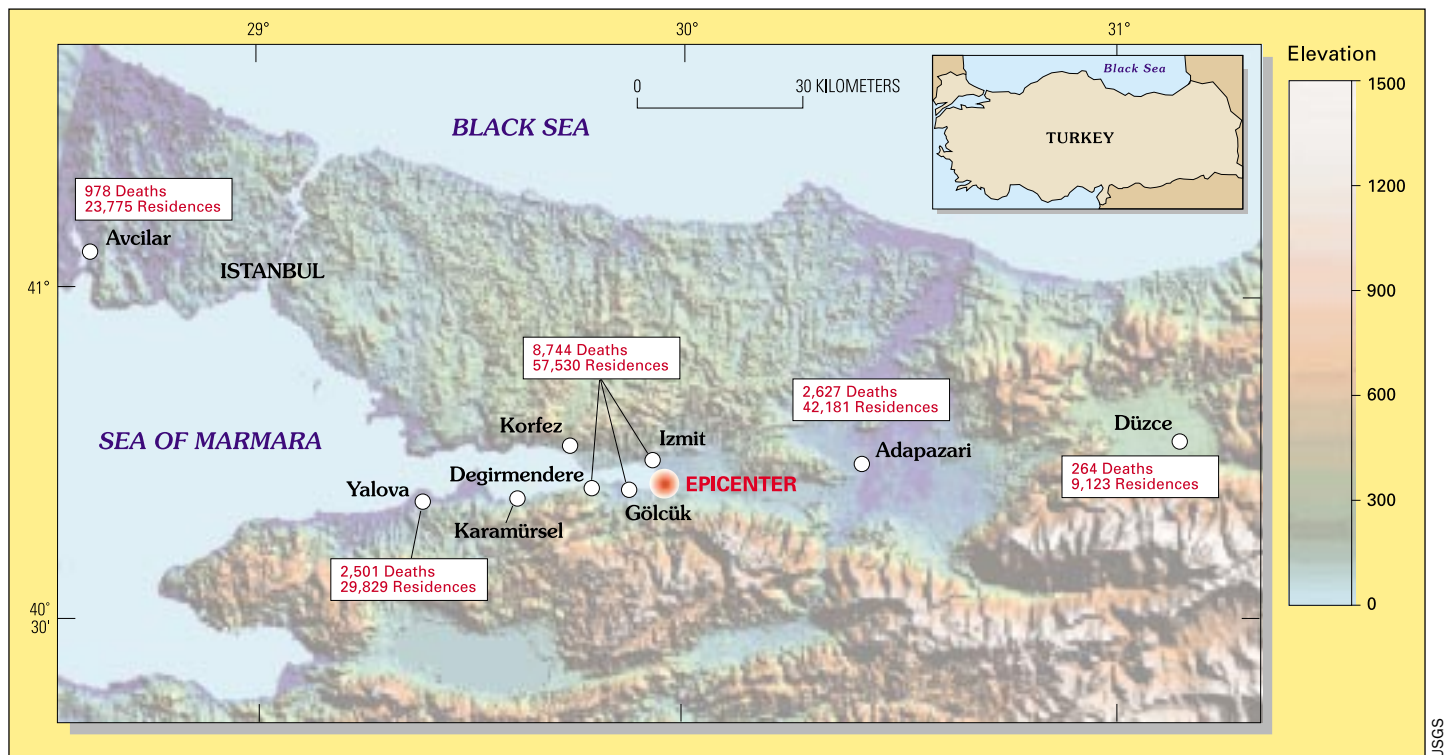 29°
30°
31°
Elevation
0
30 KILOMETERS
Black Sea
TURKEY
1500
1200
900
600
300
0
BLACK SEA
978 Deaths
23,775 Residences
Avcilar
ISTANBUL
41°
8,744 Deaths
57,530 Residences
2,627 Deaths
42,181 Residences
Korfez
Izmit
Düzce
SEA OF MARMARA
Adapazari
264 Deaths
9,123 Residences
Degirmendere
EPICENTER
Yalova
Gölcük
Karamürsel
2,501 Deaths
29,829 Residences
40°
30'
USGS